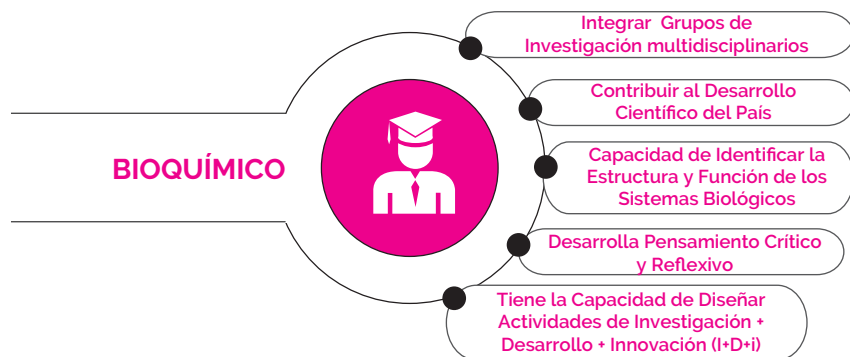 BIOQUÍMICO
Integrar Grupos de
Investigación multidisciplinarios
Contribuir al Desarrollo
Científico del País
Capacidad de Identificar la
Estructura y Función de los
Sistemas Biológicos
Desarrolla Pensamiento Crítico
y Reflexivo
Tiene la Capacidad de Diseñar
Actividades de Investigación +
Desarrollo + Innovación (I+D+i)